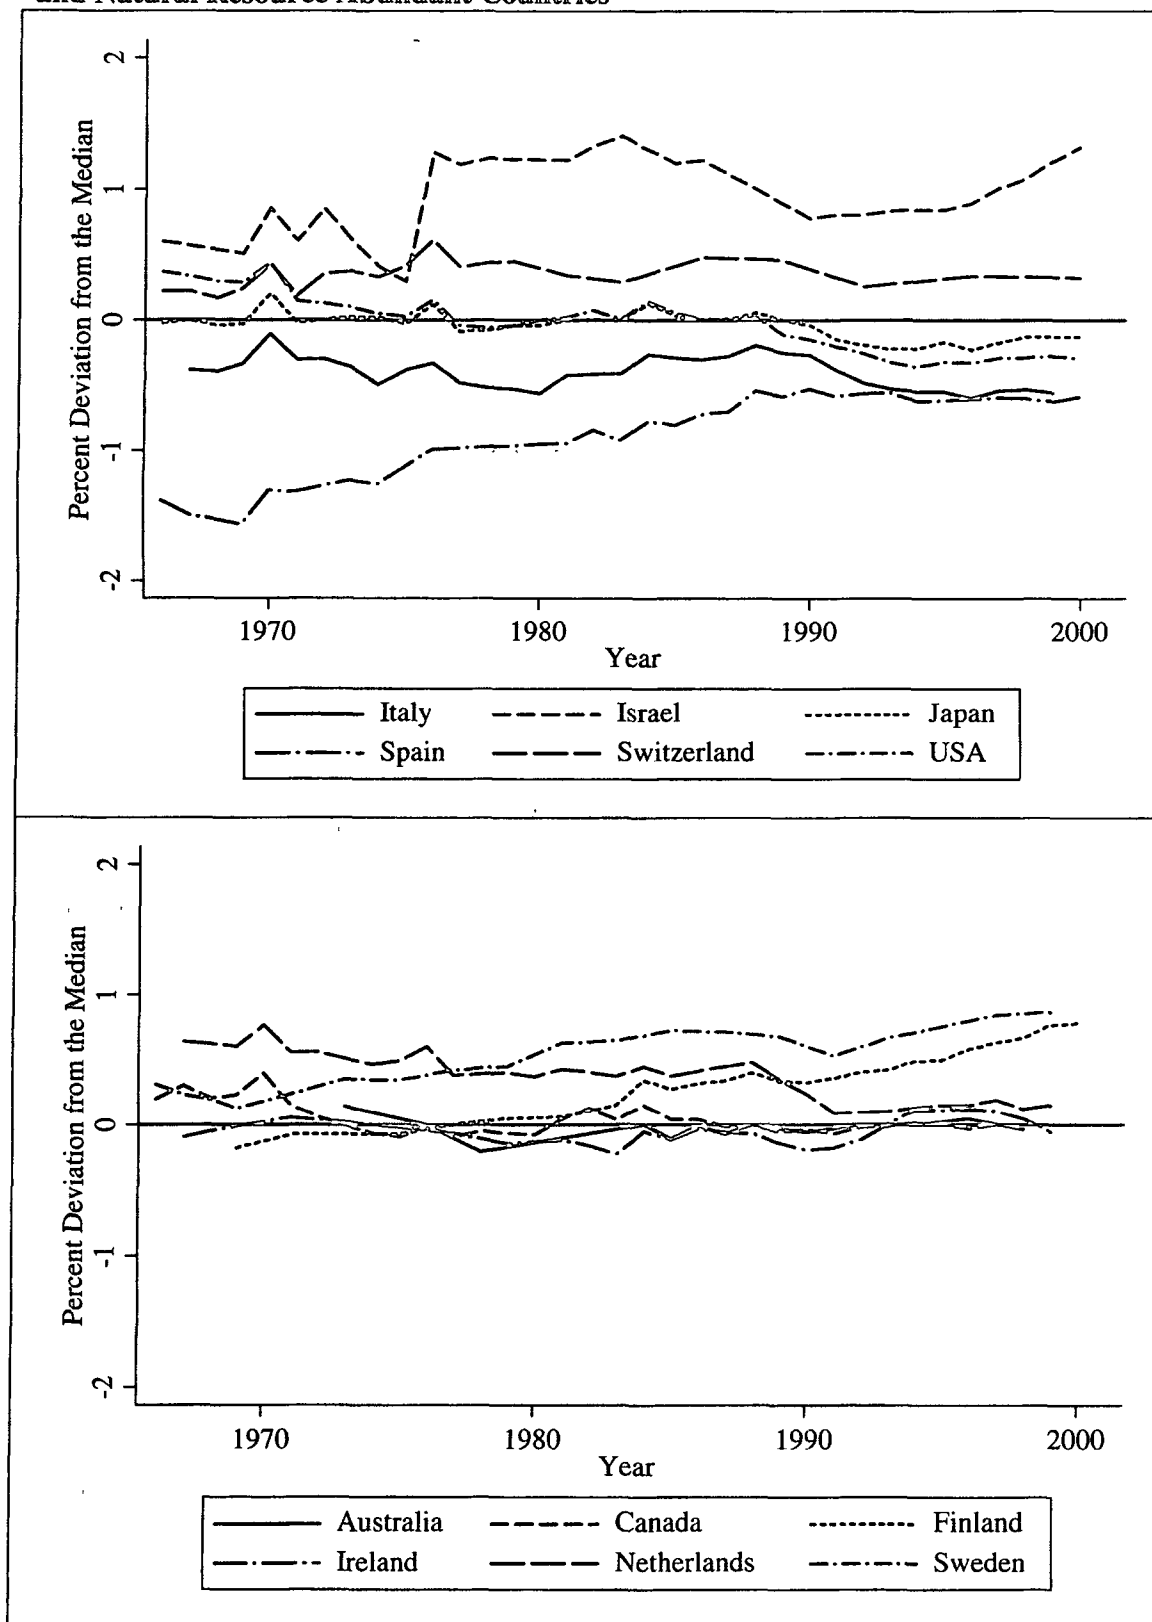 and Natural Resource Abundant Countries
Percent Deviation from the Median
2
1
0
-1
-2
1970 1980 1990 2000
Year
Italy Israel Japan
Spain Switzerland USA
Percent Deviation from the Median
2
1
0
-1
-2
1970 1980 1990 2000
Year
Australia Canada Finland
Ireland Netherlands Sweden